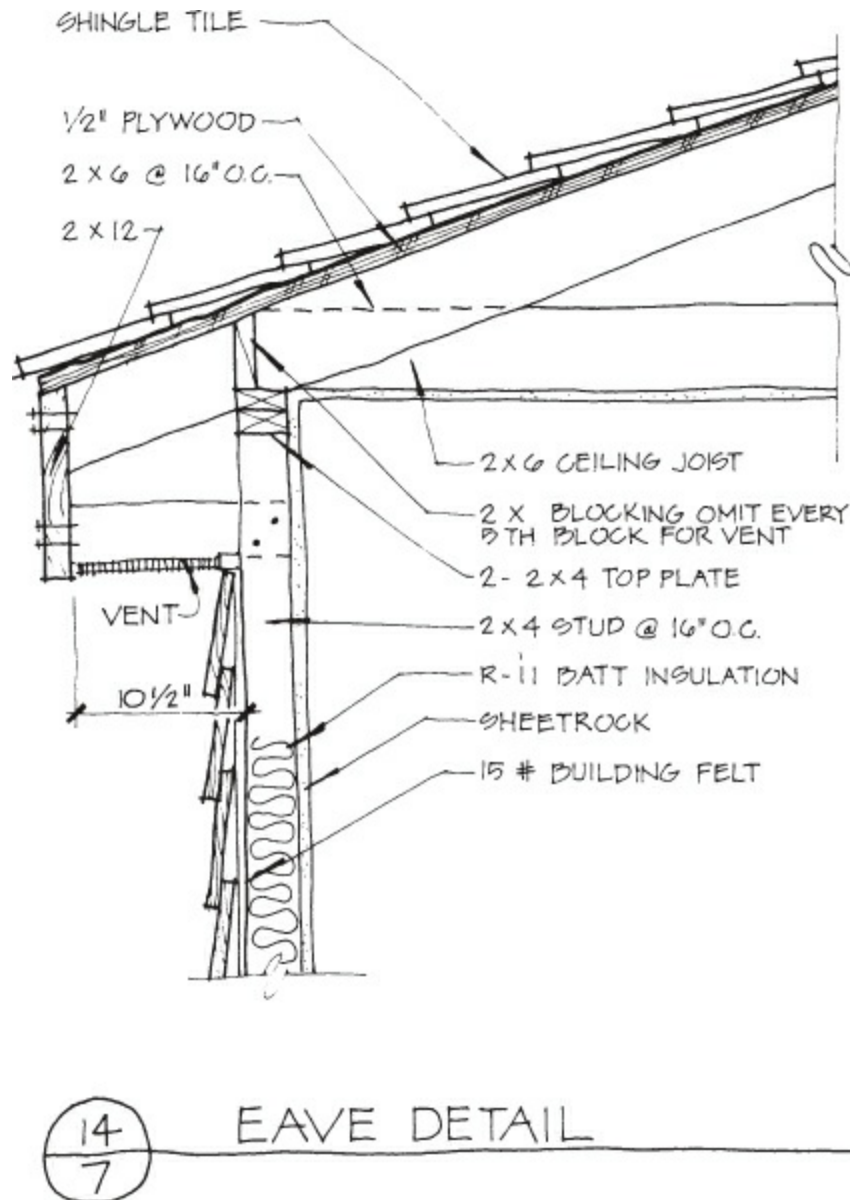 SHINGLE TILE
1/2" PLYWOOD
2 X 6 @ 16" O.C.
2 X 12
2 X 6 CEILING JOIST
2 X BLOCKING OMIT EVERY
5 TH BLOCK FOR VENT
2- 2 X 4 TOP PLATE
VENT
2 X 4 STUD @ 16" O.C.
R-11 BATT INSULATION
10 1/2"
SHEETROCK
15 # BUILDING FELT
14
7
EAVE DETAIL